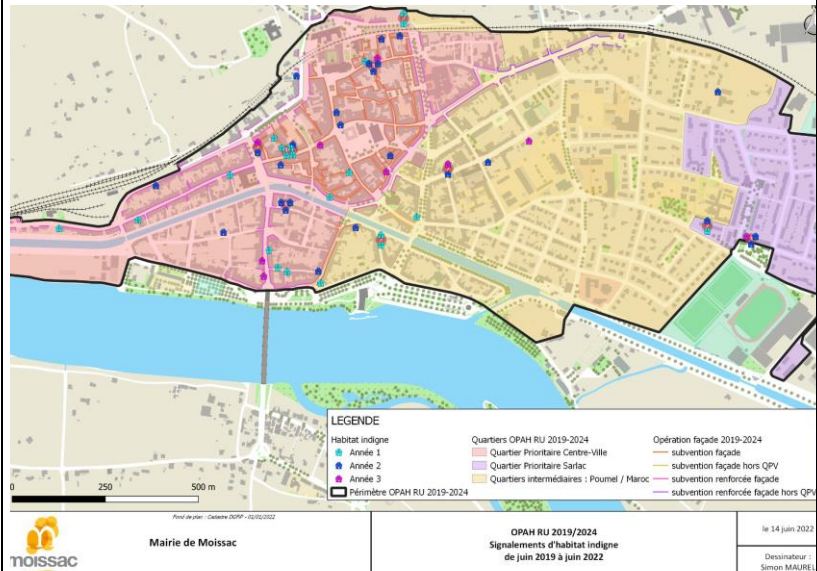 LEGENDE
Habitat indigne
Année 1
Année 2
Année 3
Périmètre OPAH RU 2019-2024
Quartiers OPAH RU 2019-2024
Quartier Prioritaire Centre-Ville
Quartier Prioritaire Sarlac
Quartiers intermédiaires : Poumel / Maroc
Opération façade 2019-2024
subvention façade
subvention façade hors QPV
subvention renforcée façade
subvention renforcée façade hors QPV
0 250 500 m
Fond de plan : Cadastre DGFIP - 01/01/2022
moissac
Mairie de Moissac
OPAH RU 2019/2024
Signalements d'habitat indigne
de juin 2019 à juin 2022
le 14 juin 2022
Dessinateur :
Simon MAUREL